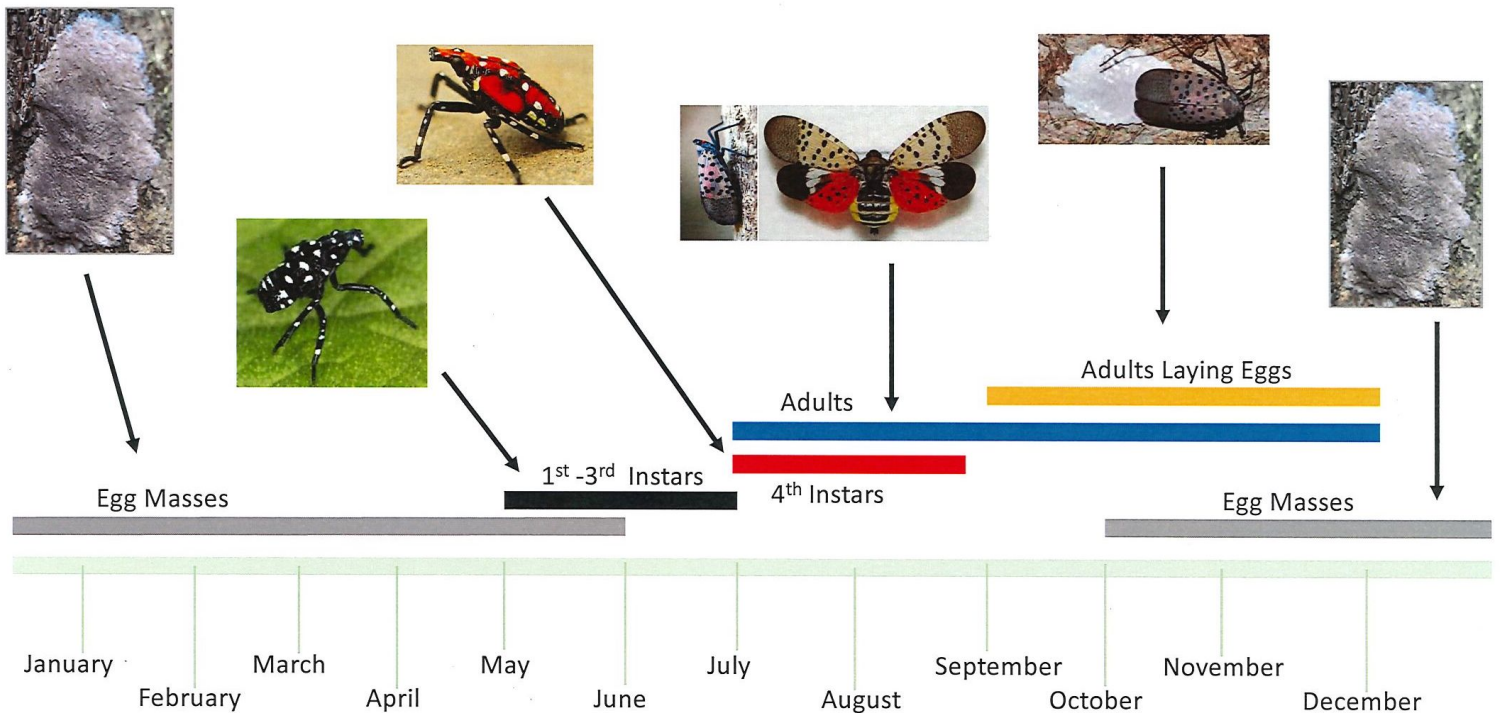 Adults Laying Eggs
Adults
1st -3rd Instars
4th Instars
Egg Masses
Egg Masses
January
February
March
April
May
June
July
August
September
October
November
December